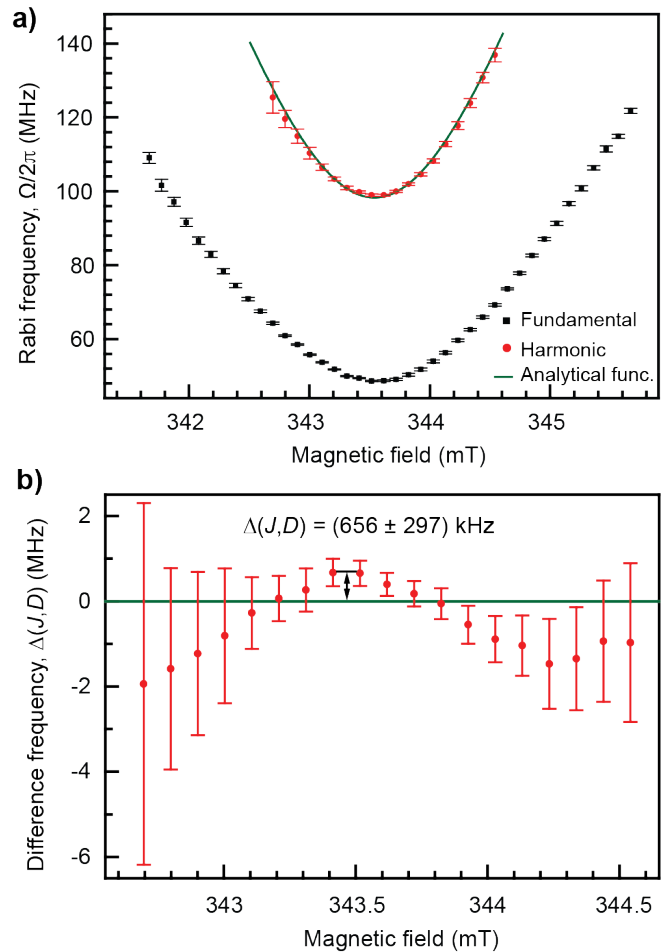 a)
140
120
100
80
60
Rabi frequency, Ω/2π (MHz)
Fundamental
Harmonic
Analytical func.
342
343
344
345
Magnetic field (mT)
b)
2
0
-2
-4
-6
Difference frequency, Δ(J,D) (MHz)
Δ(J,D) = (656 ± 297) kHz
343
343.5
344
344.5
Magnetic field (mT)